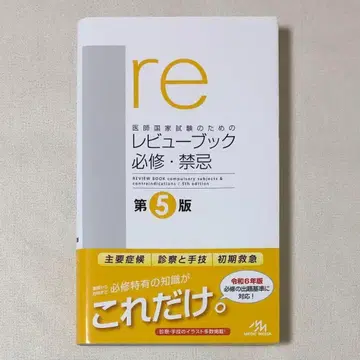 re
医師国家試験のための
レビューブック
必修・禁忌
REVIEW BOOK compulsory subjects &
contraindications | 5th edition
第5版
主要症候 診察と手技 初期救急
令和6年版
必修の出題基準に
対応！
必修特有の知識が
これだけ。
診察・手技のイラスト多数掲載！
MEDIC MEDIA